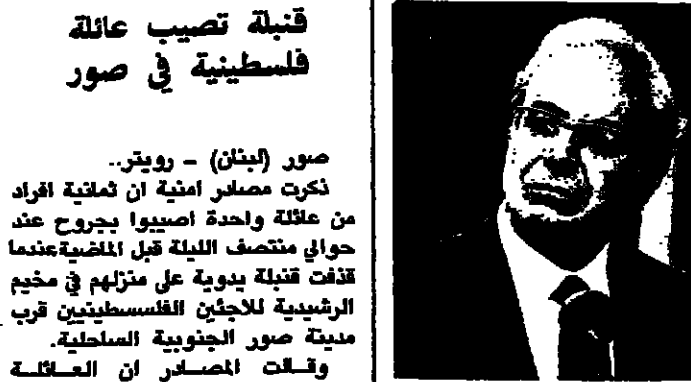 قنبلة تصيب عائلة
فلسطينية في صور
صور (لبنان) - رويتر..
ذكرت مصادر امنية ان ثمانية افراد
من عائلة واحدة اصيبوا بجروح عند
حوالي منتصف الليلة قبل الماضية عندما
قذفت قنبلة يدوية على منزلهم في مخيم
الرشيدية للاجئين الفلسسطينيين قرب
مدينة صور الجنوبية الساحلية.
وقالت المصادر ان العائلة